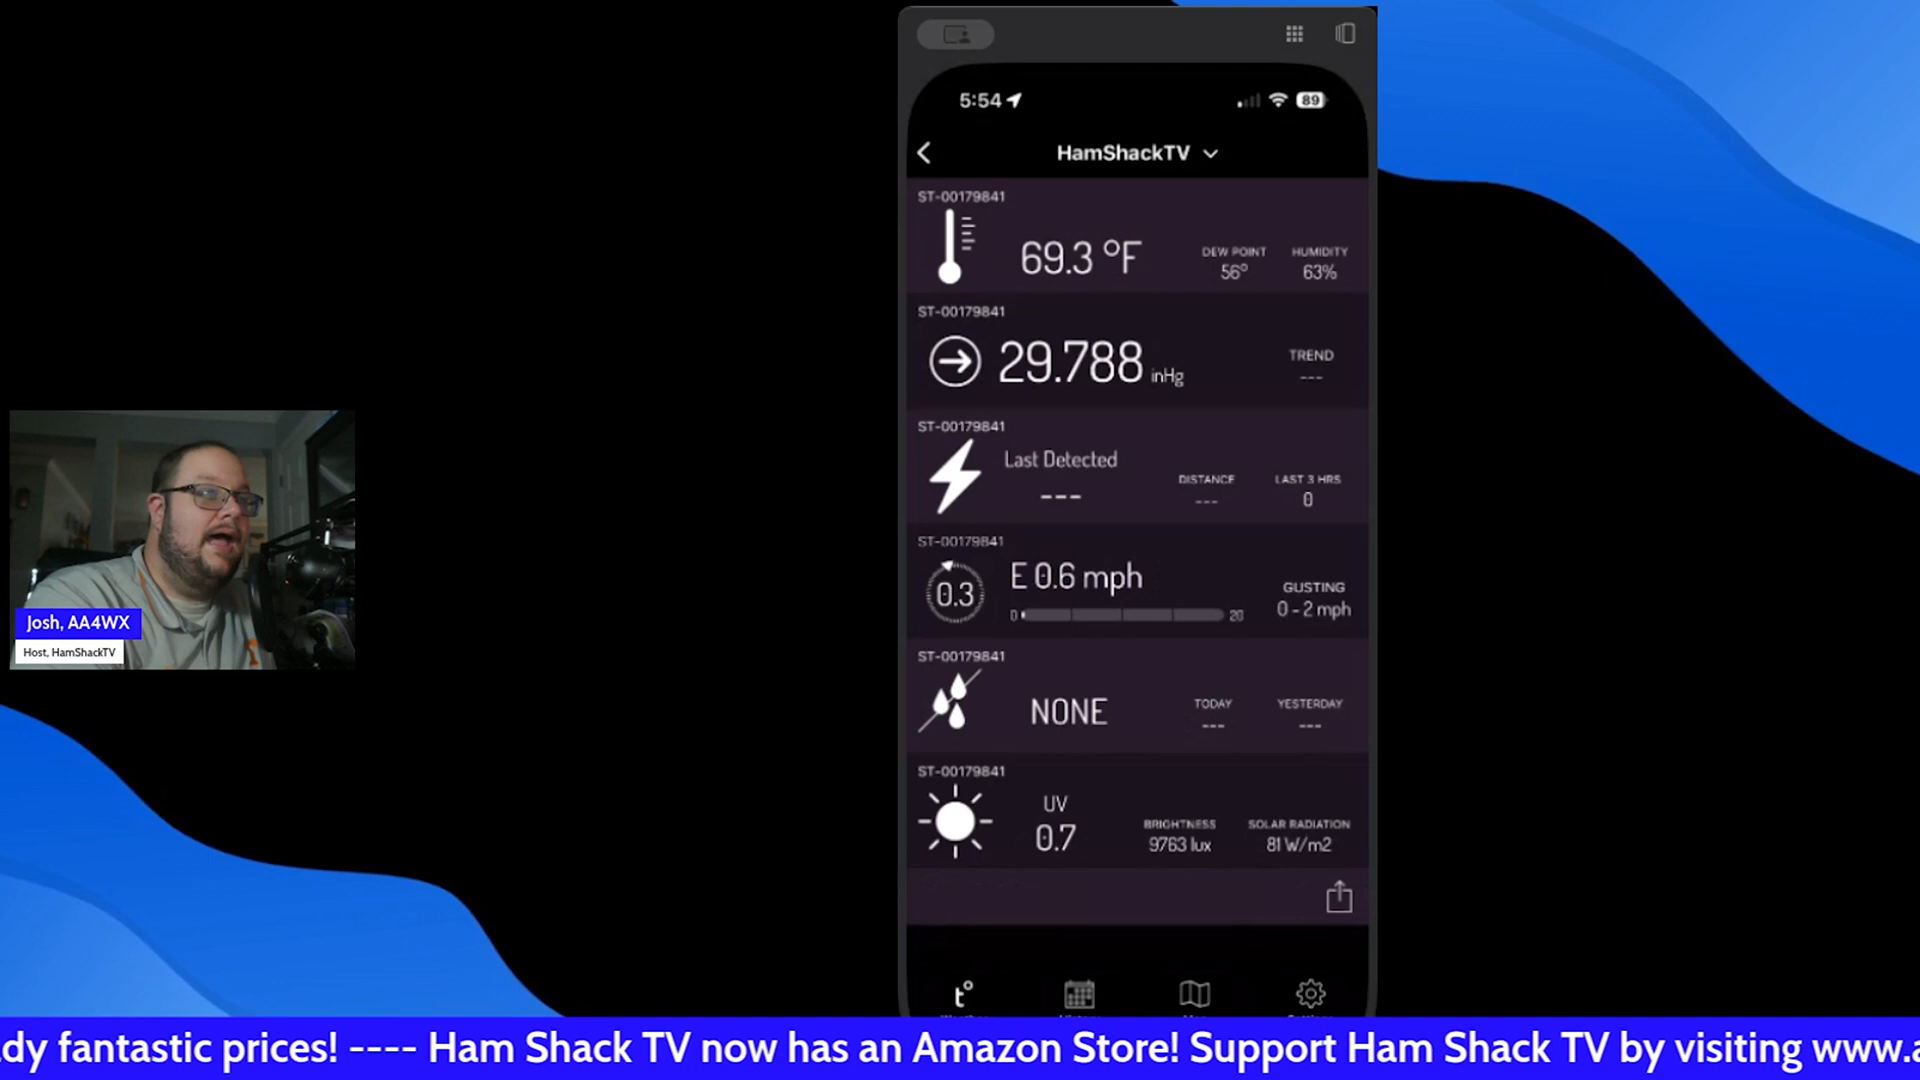 5:54
89
HamShackTV
ST-00179841
69.3 °F
DEW POINT
56°
HUMIDITY
63%
ST-00179841
29.788 inHg
TREND
---
ST-00179841
Last Detected
---
DISTANCE
---
LAST 3 HRS
0
ST-00179841
0.3
E 0.6 mph
0
20
GUSTING
0 - 2 mph
ST-00179841
NONE
TODAY
---
YESTERDAY
---
ST-00179841
UV
0.7
BRIGHTNESS
9763 lux
SOLAR RADIATION
81 W/m2
t°
Josh, AA4WX
Host, HamShackTV
dy fantastic prices! ---- Ham Shack TV now has an Amazon Store! Support Ham Shack TV by visiting www.a